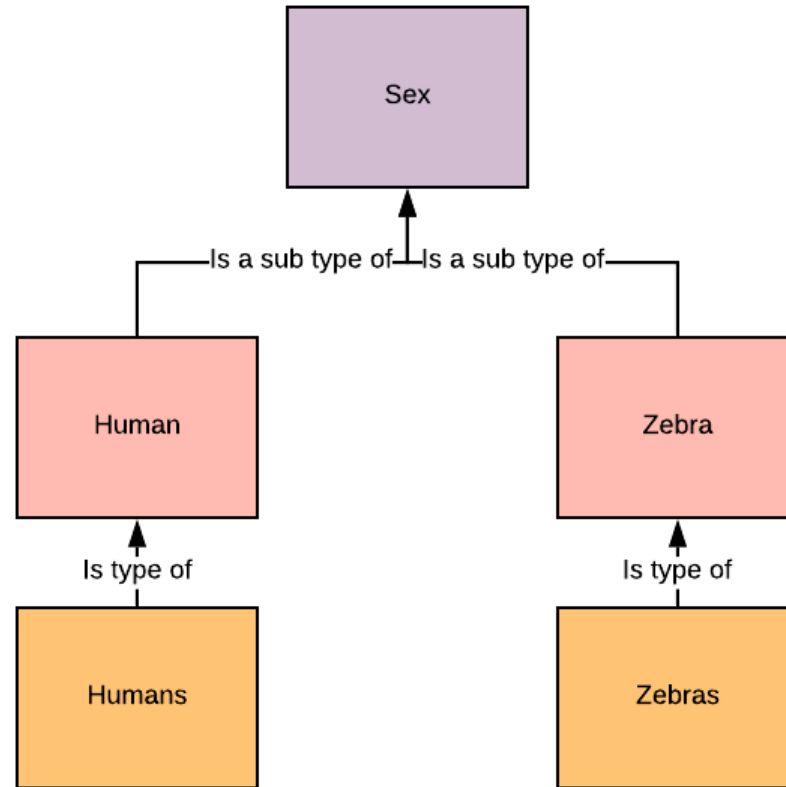 Sex
Is a sub type of Is a sub type of
Human Zebra
Is type of Is type of
Humans Zebras